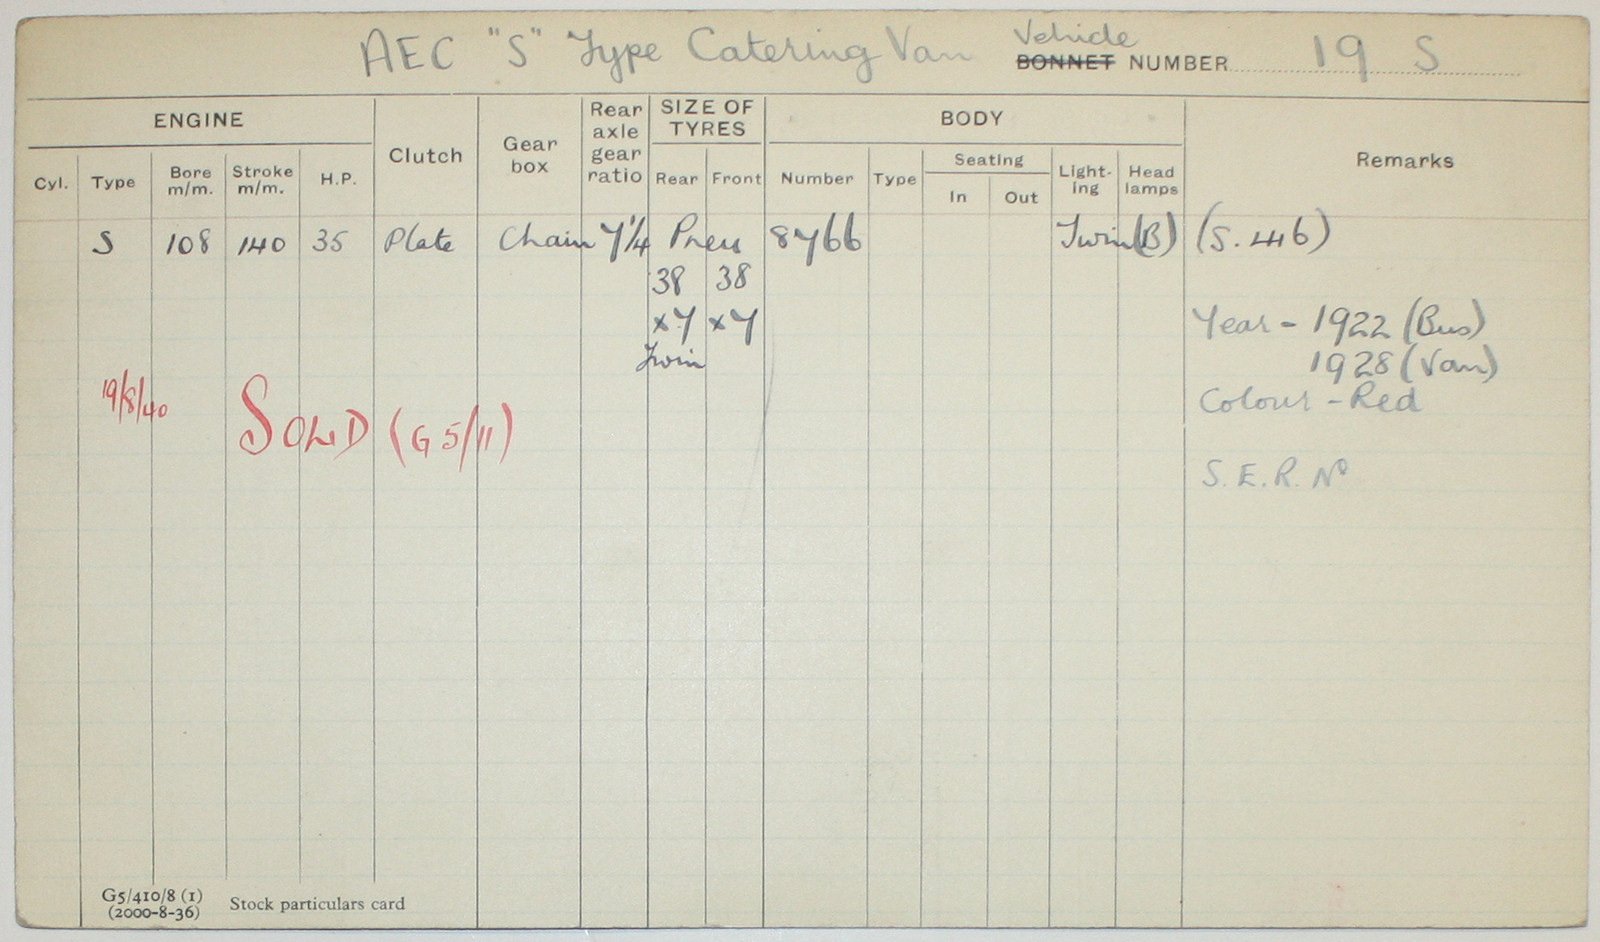 AEC "S" Type Catering Van Vehicle
BONNET NUMBER 19 S
ENGINE Clutch Gear box Rear axle gear ratio SIZE OF TYRES BODY Remarks
Cyl. Type Bore m/m. Stroke m/m. H.P. Rear Front Number Type Seating In Out Light-ing Head lamps
S 108 140 35 Plate Chain 7¼ Pneu 8766 Twin (B) (S. 416)
38 38
x7 x7 Year - 1922 (Bus)
Twin 1928 (Van)
19/8/40 SOLD (G5/11) Colour - Red
S.E.R. No
G5/410/8 (1)
(2000-8-36) Stock particulars card